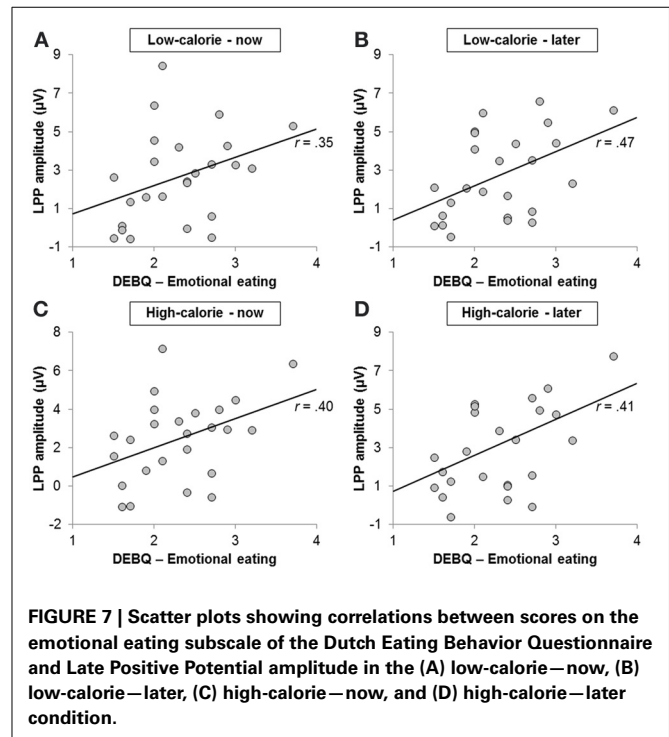 A
Low-calorie - now
LPP amplitude (µV)
9
7
5
3
1
-1
r = .35
1 2 3 4
DEBQ – Emotional eating
B
Low-calorie - later
LPP amplitude (µV)
9
7
5
3
1
-1
r = .47
1 2 3 4
DEBQ – Emotional eating
C
High-calorie - now
LPP amplitude (µV)
8
6
4
2
0
-2
r = .40
1 2 3 4
DEBQ – Emotional eating
D
High-calorie - later
LPP amplitude (µV)
9
7
5
3
1
-1
r = .41
1 2 3 4
DEBQ – Emotional eating
FIGURE 7 | Scatter plots showing correlations between scores on the
emotional eating subscale of the Dutch Eating Behavior Questionnaire
and Late Positive Potential amplitude in the (A) low-calorie—now, (B)
low-calorie—later, (C) high-calorie—now, and (D) high-calorie—later
condition.